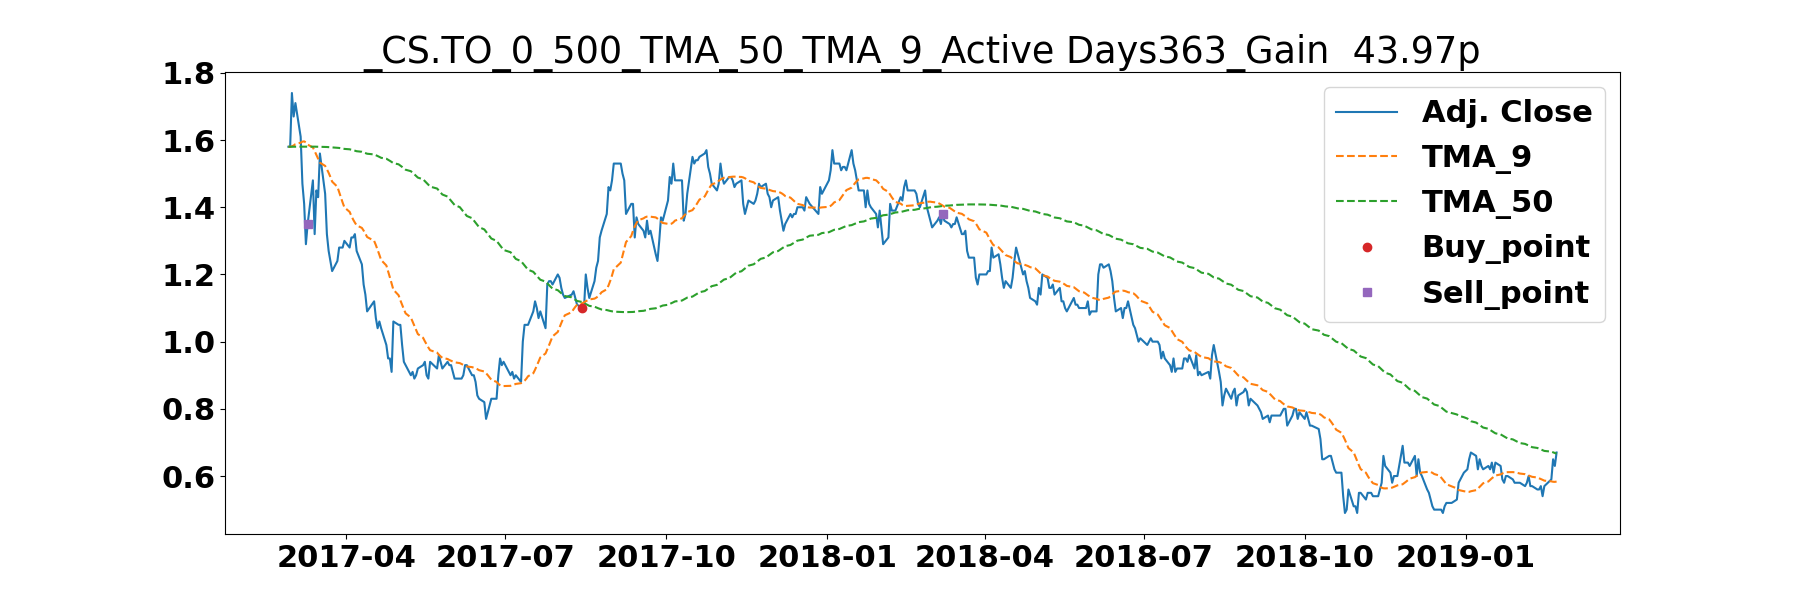 _CS.TO_0_500_TMA_50_TMA_9_Active Days363_Gain  43.97p
1.8
1.6
1.4
1.2
1.0
0.8
0.6
Adj. Close
TMA_9
TMA_50
Buy_point
Sell_point
2017-04 2017-07 2017-10 2018-01 2018-04 2018-07 2018-10 2019-01